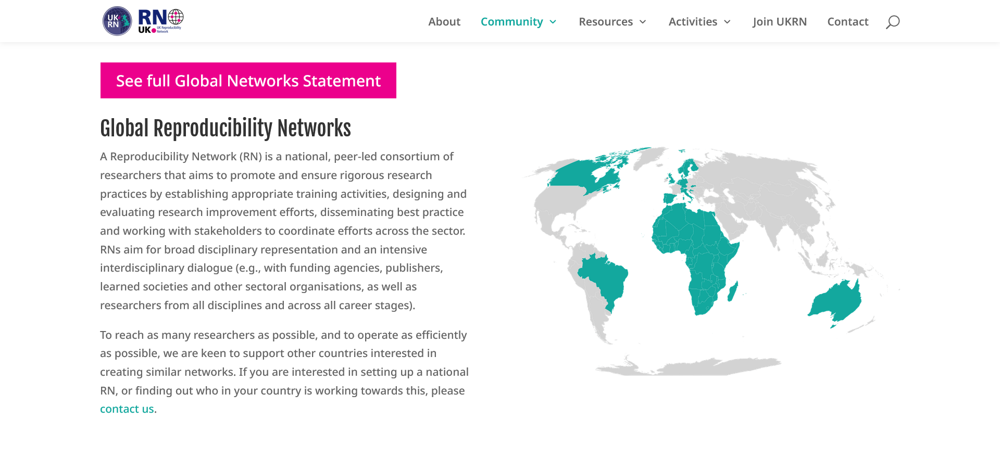 UK
RN
RN
UK
UK Reproducibility
Network
About
Community
Resources
Activities
Join UKRN
Contact
See full Global Networks Statement
Global Reproducibility Networks
A Reproducibility Network (RN) is a national, peer-led consortium of
researchers that aims to promote and ensure rigorous research
practices by establishing appropriate training activities, designing and
evaluating research improvement efforts, disseminating best practice
and working with stakeholders to coordinate efforts across the sector.
RNs aim for broad disciplinary representation and an intensive
interdisciplinary dialogue (e.g., with funding agencies, publishers,
learned societies and other sectoral organisations, as well as
researchers from all disciplines and across all career stages).
To reach as many researchers as possible, and to operate as efficiently
as possible, we are keen to support other countries interested in
creating similar networks. If you are interested in setting up a national
RN, or finding out who in your country is working towards this, please
contact us.